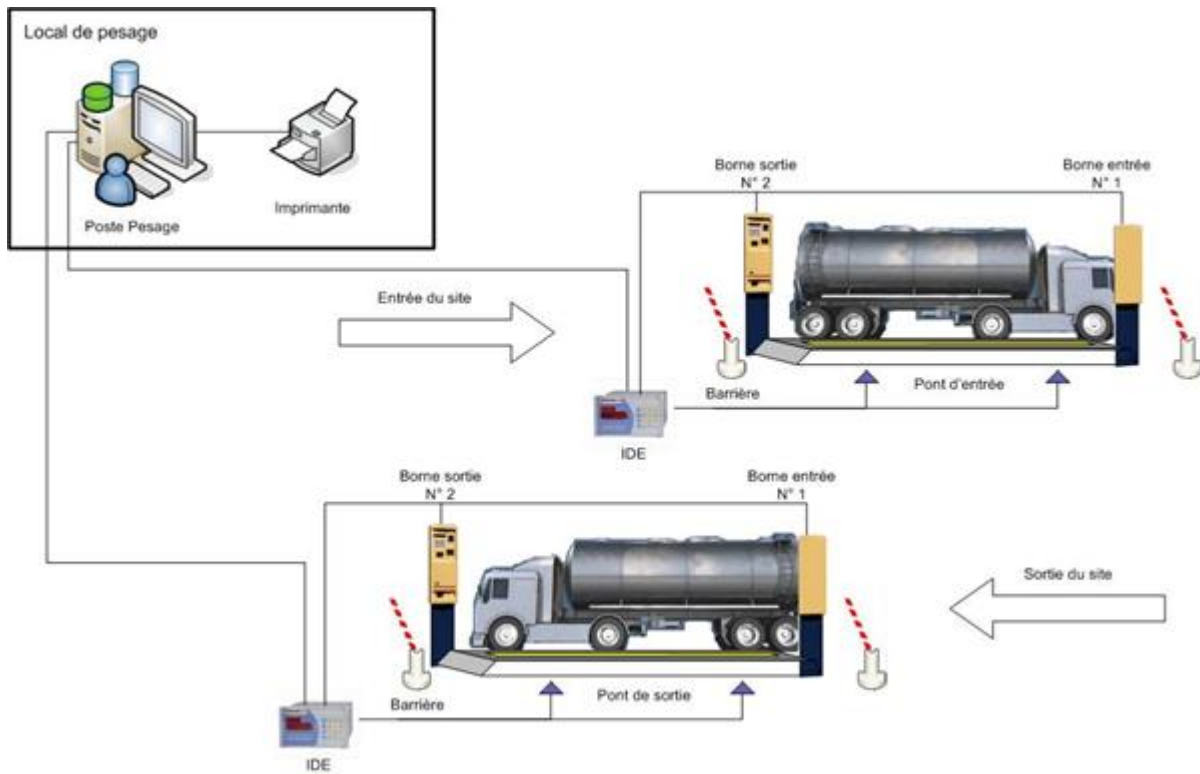 Local de pesage
Imprimante
Poste Pesage
Borne sortie
N° 2
Borne entrée
N° 1
Entrée du site
Barrière
Pont d'entrée
IDE
Borne sortie
N° 2
Borne entrée
N° 1
Sortie du site
Barrière
Pont de sortie
IDE